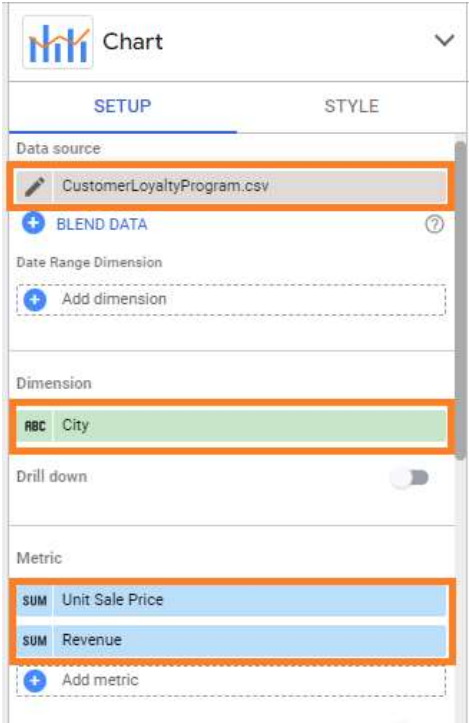 Chart
SETUP STYLE
Data source
CustomerLoyaltyProgram.csv
BLEND DATA
Date Range Dimension
Add dimension
Dimension
ABC City
Drill down
Metric
SUM Unit Sale Price
SUM Revenue
Add metric